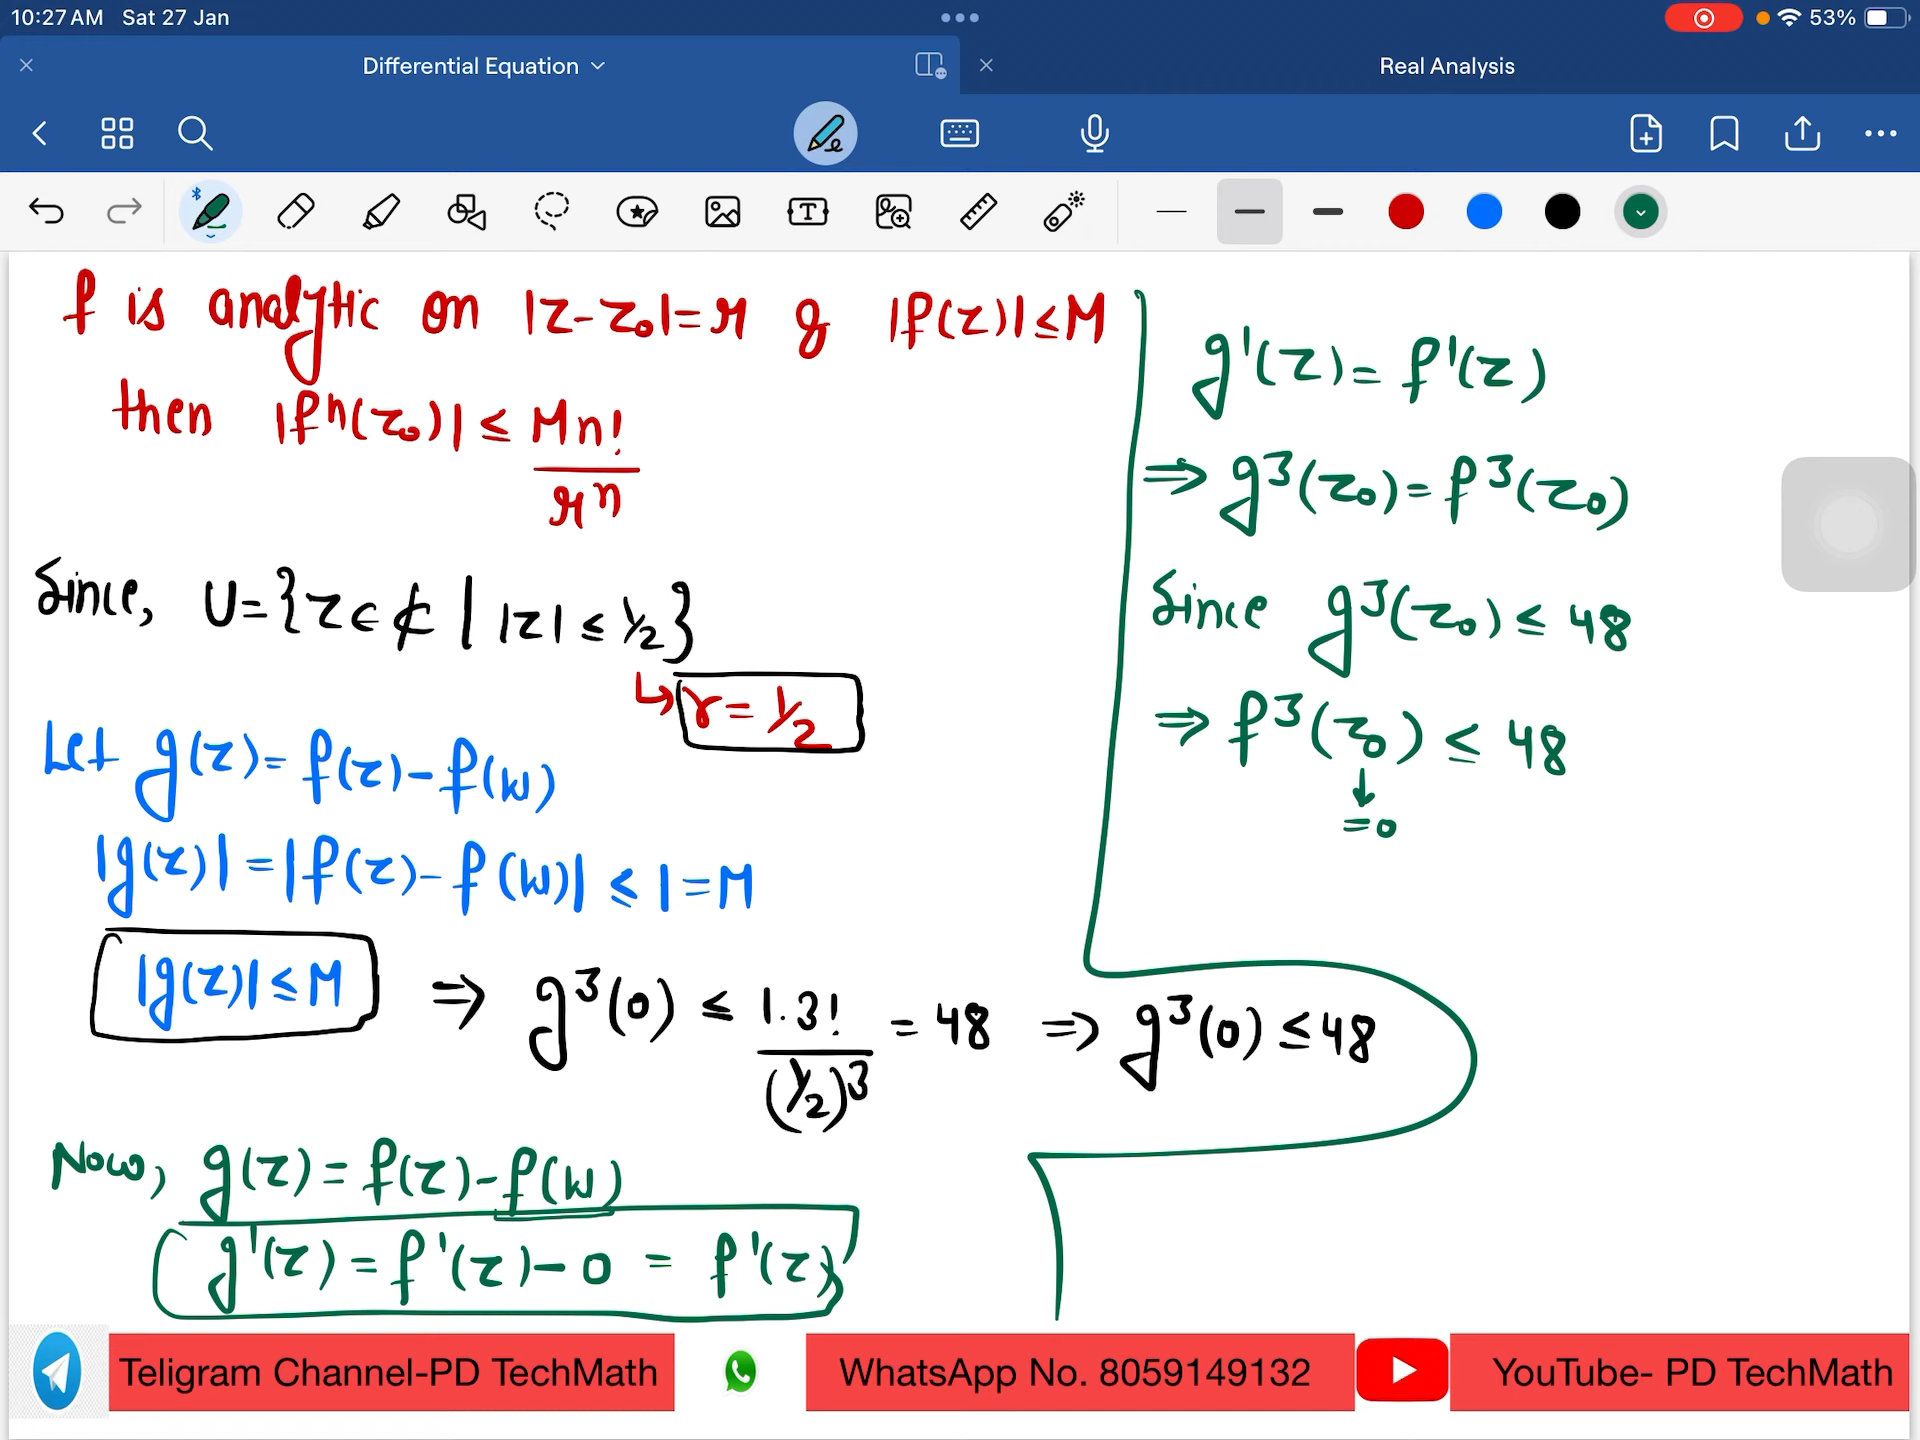 10:27 AM Sat 27 Jan
53%
Differential Equation
Real Analysis
f is analytic on |z-z₀|=r & |f(z)|≤M
then |fⁿ(z₀)| ≤ Mn!/rⁿ
Since, U={z∈ℂ | |z| ≤ 1/2}
↳ r = 1/2
Let g(z)= f(z)-f(w)
|g(z)| = |f(z)-f(w)| ≤ 1=M
|g(z)| ≤ M ⇒ g³(0) ≤ 1.3!/(1/2)³ = 48 ⇒ g³(0) ≤ 48
Now, g(z) = f(z)-f(w)
g'(z) = f'(z)-0 = f'(z)
g'(z)= f'(z)
⇒ g³(z₀)= f³(z₀)
Since g³(z₀) ≤ 48
⇒ f³(z₀) ≤ 48
↓
=0
Teligram Channel-PD TechMath
WhatsApp No. 8059149132
YouTube- PD TechMath